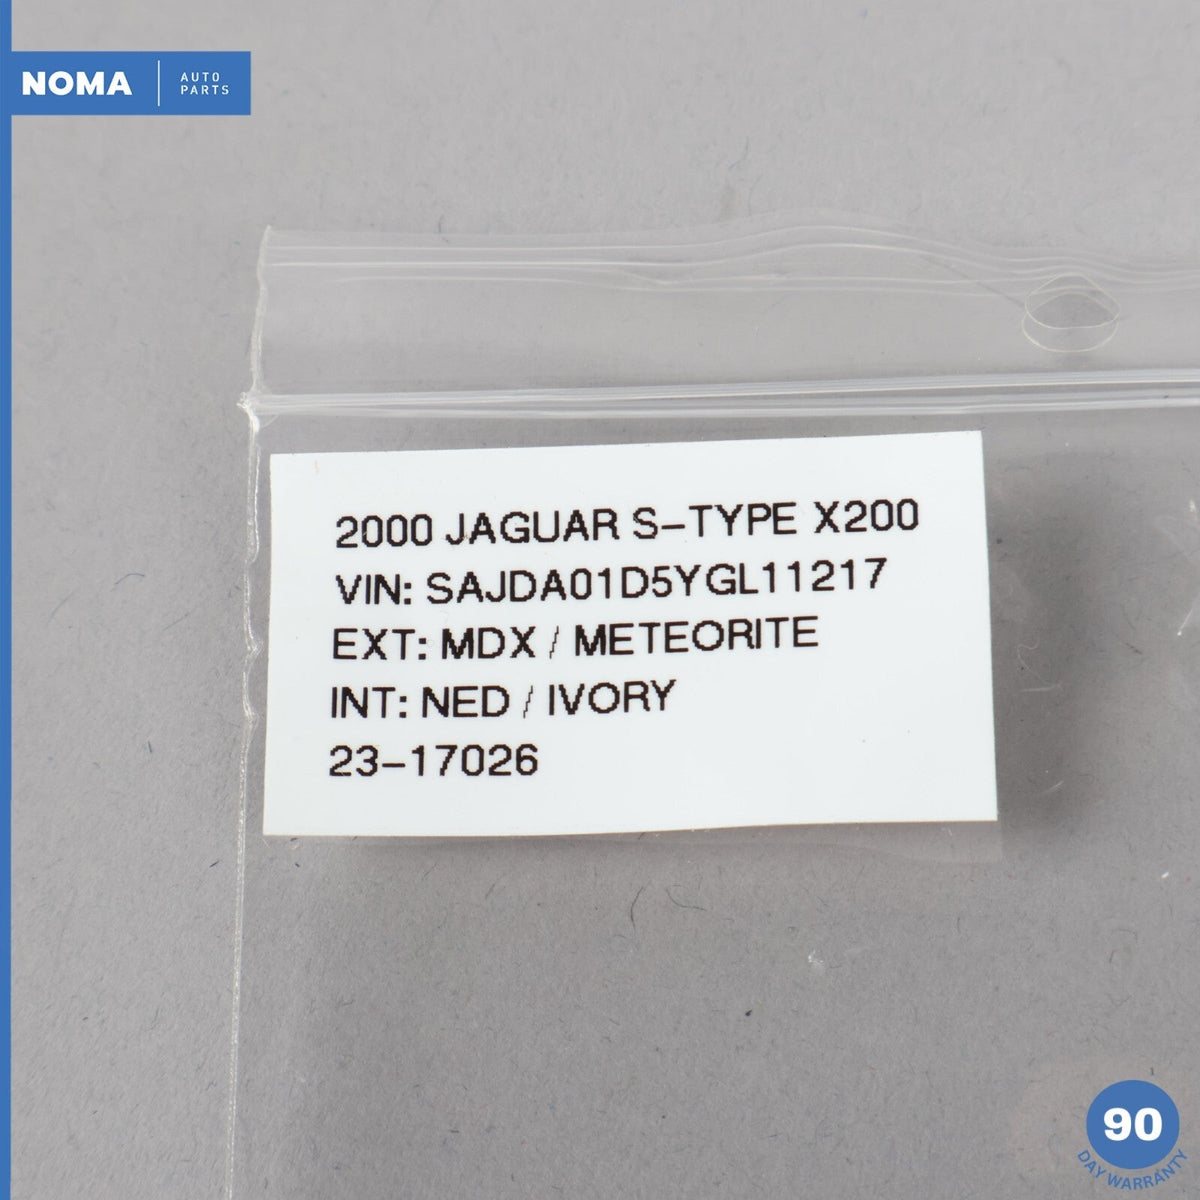 NOMA
AUTO
PARTS
2000 JAGUAR S-TYPE X200
VIN: SAJDA01D5YGL11217
EXT: MDX / METEORITE
INT: NED / IVORY
23-17026
1
90
DAY WARRANTY